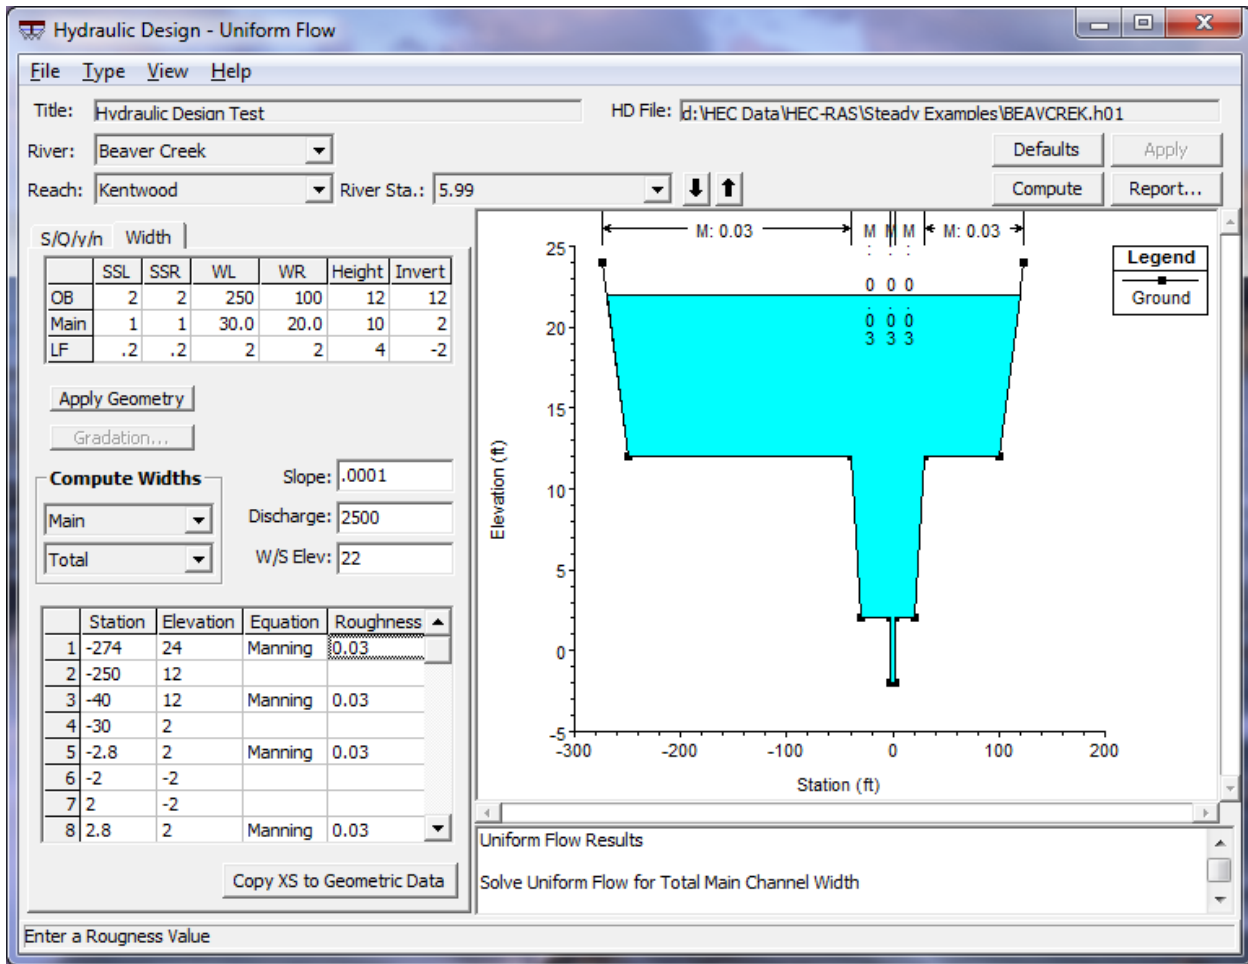 Hydraulic Design - Uniform Flow
File Type View Help
Title: Hydraulic Design Test HD File: d:\HEC Data\HEC-RAS\Steady Examples\BEAVCREK.h01
River: Beaver Creek Defaults Apply
Reach: Kentwood River Sta.: 5.99 Compute Report...
S/Q/y/n Width
SSL SSR WL WR Height Invert
OB 2 2 250 100 12 12
Main 1 1 30.0 20.0 10 2
LF .2 .2 2 2 4 -2
Apply Geometry
Gradation...
Compute Widths
Main
Total
Slope: .0001
Discharge: 2500
W/S Elev: 22
Station Elevation Equation Roughness
1 -274 24 Manning 0.03
2 -250 12
3 -40 12 Manning 0.03
4 -30 2
5 -2.8 2 Manning 0.03
6 -2 -2
7 2 -2
8 2.8 2 Manning 0.03
Copy XS to Geometric Data
M: 0.03 M M M M: 0.03
: : :
0 0 0
. . .
0 0 0
3 3 3
Legend
Ground
25
20
15
10
5
0
-5
Elevation (ft)
-300 -200 -100 0 100 200
Station (ft)
Uniform Flow Results
Solve Uniform Flow for Total Main Channel Width
Enter a Rougness Value